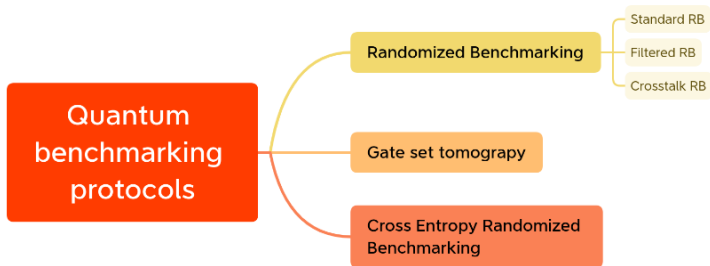 Quantum
benchmarking
protocols
Randomized Benchmarking
Standard RB
Filtered RB
Crosstalk RB
Gate set tomograpy
Cross Entropy Randomized
Benchmarking